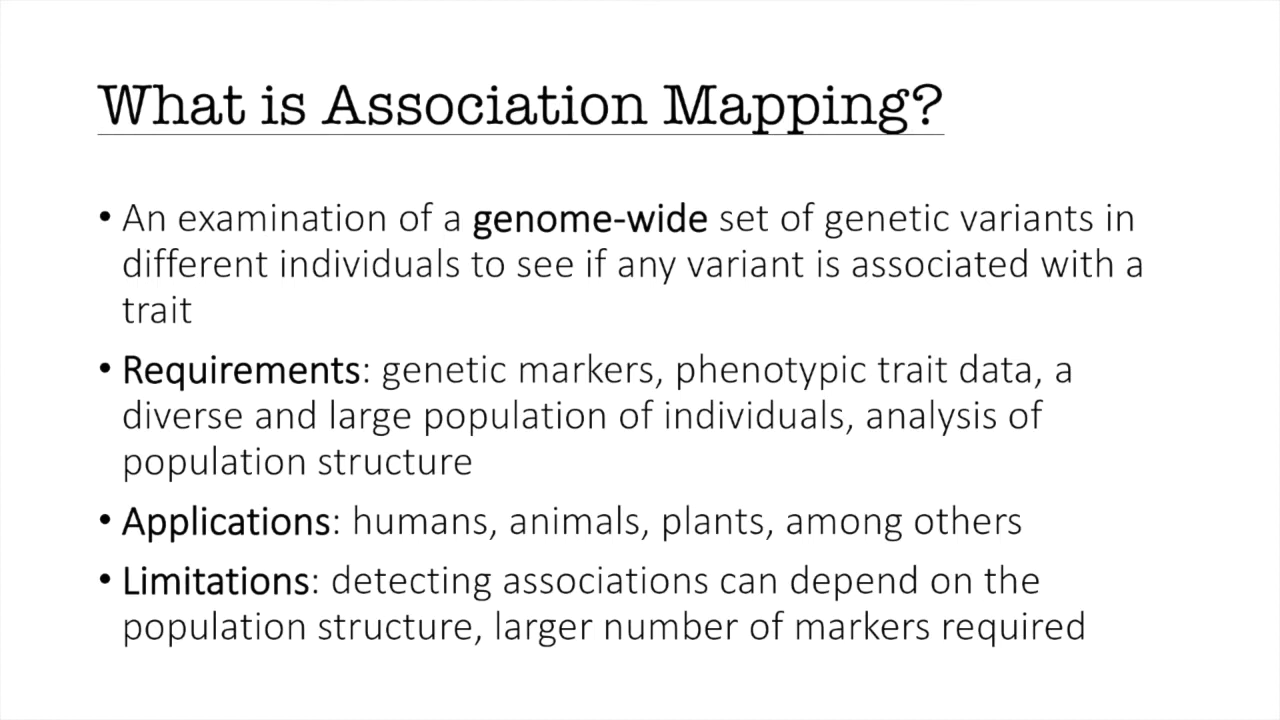 What is Association Mapping?
• An examination of a genome-wide set of genetic variants in
different individuals to see if any variant is associated with a
trait
• Requirements: genetic markers, phenotypic trait data, a
diverse and large population of individuals, analysis of
population structure
• Applications: humans, animals, plants, among others
• Limitations: detecting associations can depend on the
population structure, larger number of markers required